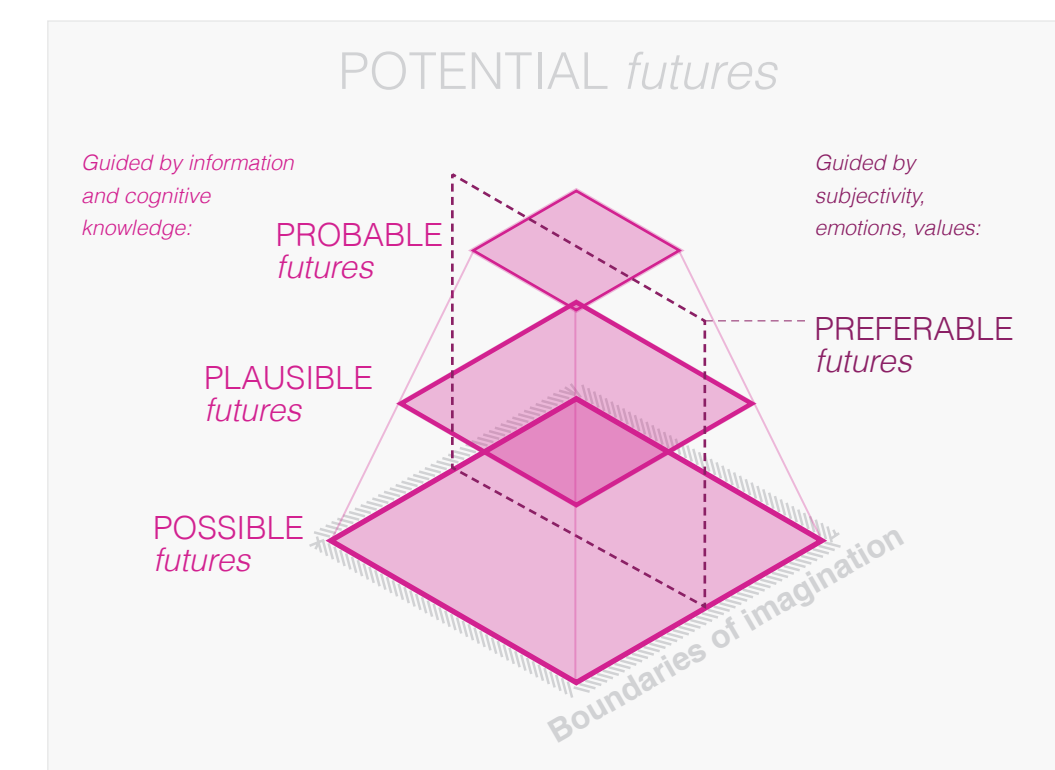 POTENTIAL futures
Guided by information
and cognitive
knowledge:
PROBABLE
futures
PLAUSIBLE
futures
POSSIBLE
futures
Guided by
subjectivity,
emotions, values:
PREFERABLE
futures
Boundaries of imagination